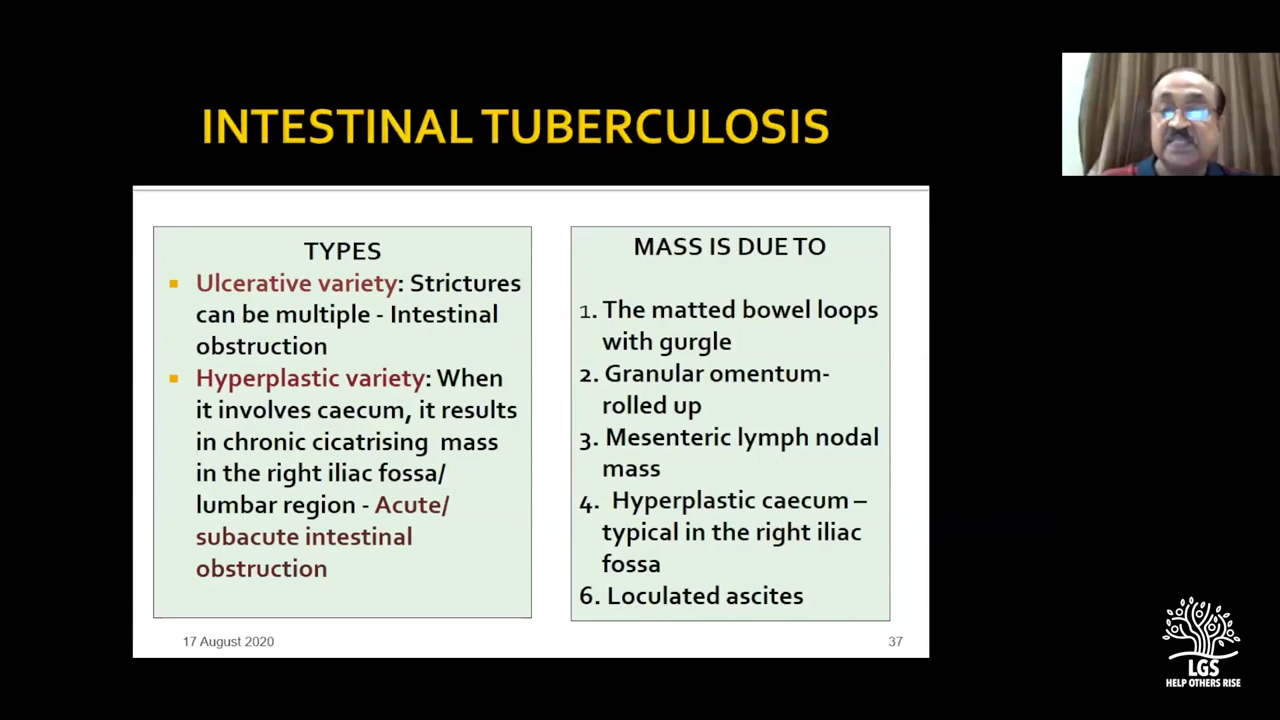 INTESTINAL TUBERCULOSIS
TYPES
▪ Ulcerative variety: Strictures
can be multiple - Intestinal
obstruction
▪ Hyperplastic variety: When
it involves caecum, it results
in chronic cicatrising mass
in the right iliac fossa/
lumbar region - Acute/
subacute intestinal
obstruction
MASS IS DUE TO
1. The matted bowel loops
with gurgle
2. Granular omentum-
rolled up
3. Mesenteric lymph nodal
mass
4. Hyperplastic caecum –
typical in the right iliac
fossa
6. Loculated ascites
17 August 2020
37
LGS
HELP OTHERS RISE